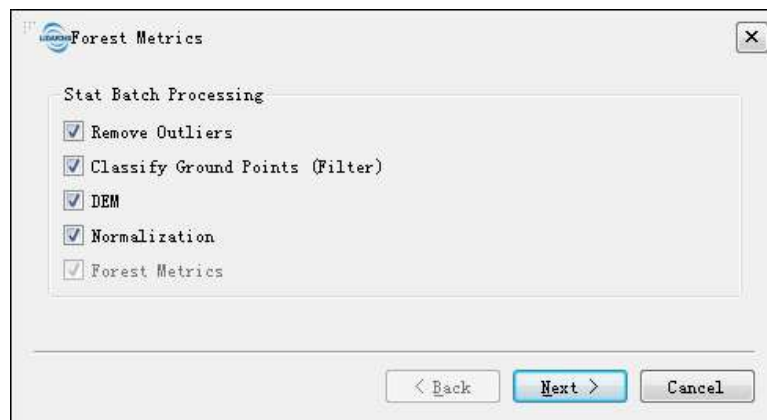 Forest Metrics
Stat Batch Processing
Remove Outliers
Classify Ground Points (Filter)
DEM
Normalization
Forest Metrics
< Back
Next >
Cancel